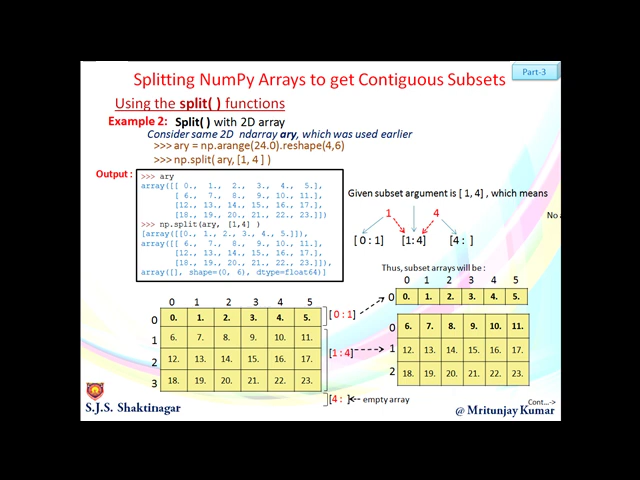 Part-3
Splitting NumPy Arrays to get Contiguous Subsets
Using the split( ) functions
Example 2: Split( ) with 2D array
Consider same 2D ndarray ary, which was used earlier
>>> ary = np.arange(24.0).reshape(4,6)
>>> np.split( ary, [1, 4 ] )
Output :
>>> ary
array([[ 0., 1., 2., 3., 4., 5.],
[ 6., 7., 8., 9., 10., 11.],
[12., 13., 14., 15., 16., 17.],
[18., 19., 20., 21., 22., 23.]])
>>> np.split(ary, [1,4] )
[array([[0., 1., 2., 3., 4., 5.]]),
array([[ 6., 7., 8., 9., 10., 11.],
[12., 13., 14., 15., 16., 17.],
[18., 19., 20., 21., 22., 23.]]),
array([], shape=(0, 6), dtype=float64)]
Given subset argument is [ 1, 4] , which means
1 4
[ 0 : 1] [1: 4] [4 : ]
No
Thus, subset arrays will be :
0 1 2 3 4 5
0 0. 1. 2. 3. 4. 5.
0 6. 7. 8. 9. 10. 11.
1 12. 13. 14. 15. 16. 17.
2 18. 19. 20. 21. 22. 23.
0 1 2 3 4 5
0 0. 1. 2. 3. 4. 5.
1 6. 7. 8. 9. 10. 11.
2 12. 13. 14. 15. 16. 17.
3 18. 19. 20. 21. 22. 23.
[ 0 : 1]
[1 : 4]
[4 : ] empty array
Cont...->
S.J.S. Shaktinagar
@ Mritunjay Kumar